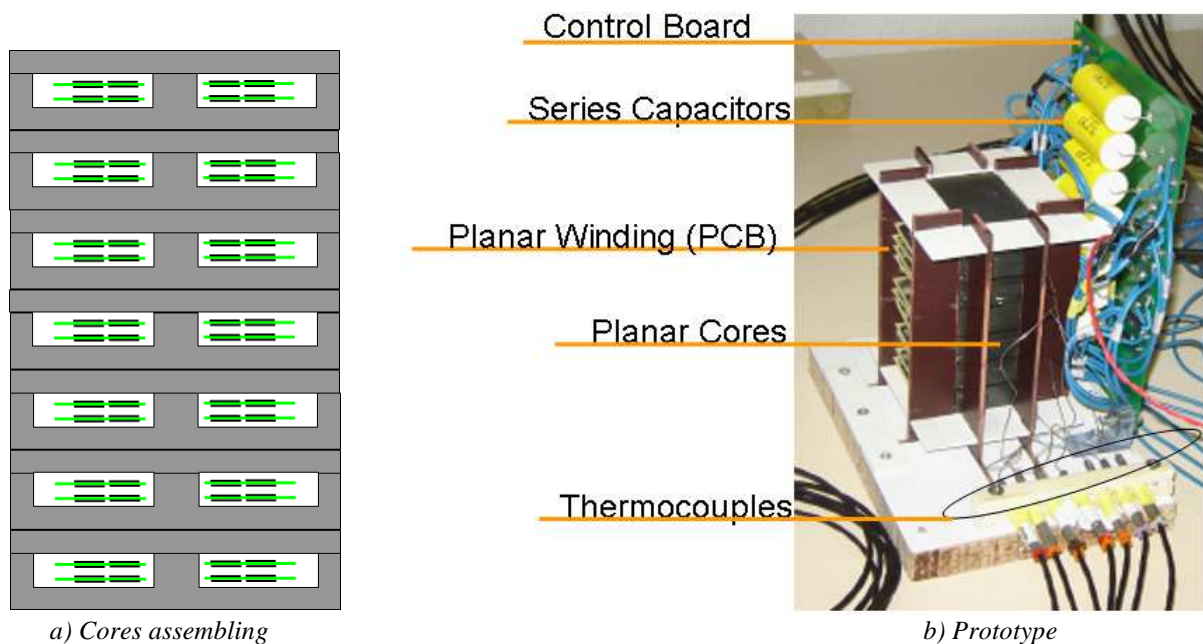 Control Board
Series Capacitors
Planar Winding (PCB)
Planar Cores
Thermocouples
a) Cores assembling
b) Prototype